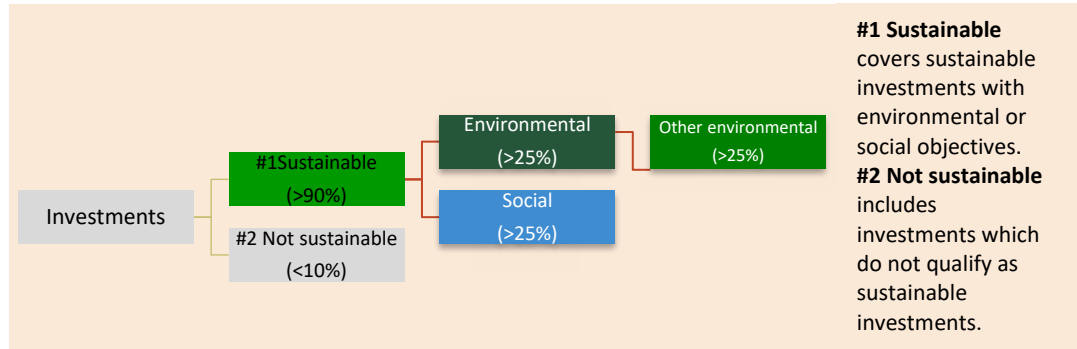 Investments
#1Sustainable
(>90%)
#2 Not sustainable
(<10%)
Environmental
(>25%)
Social
(>25%)
Other environmental
(>25%)
#1 Sustainable
covers sustainable
investments with
environmental or
social objectives.
#2 Not sustainable
includes
investments which
do not qualify as
sustainable
investments.